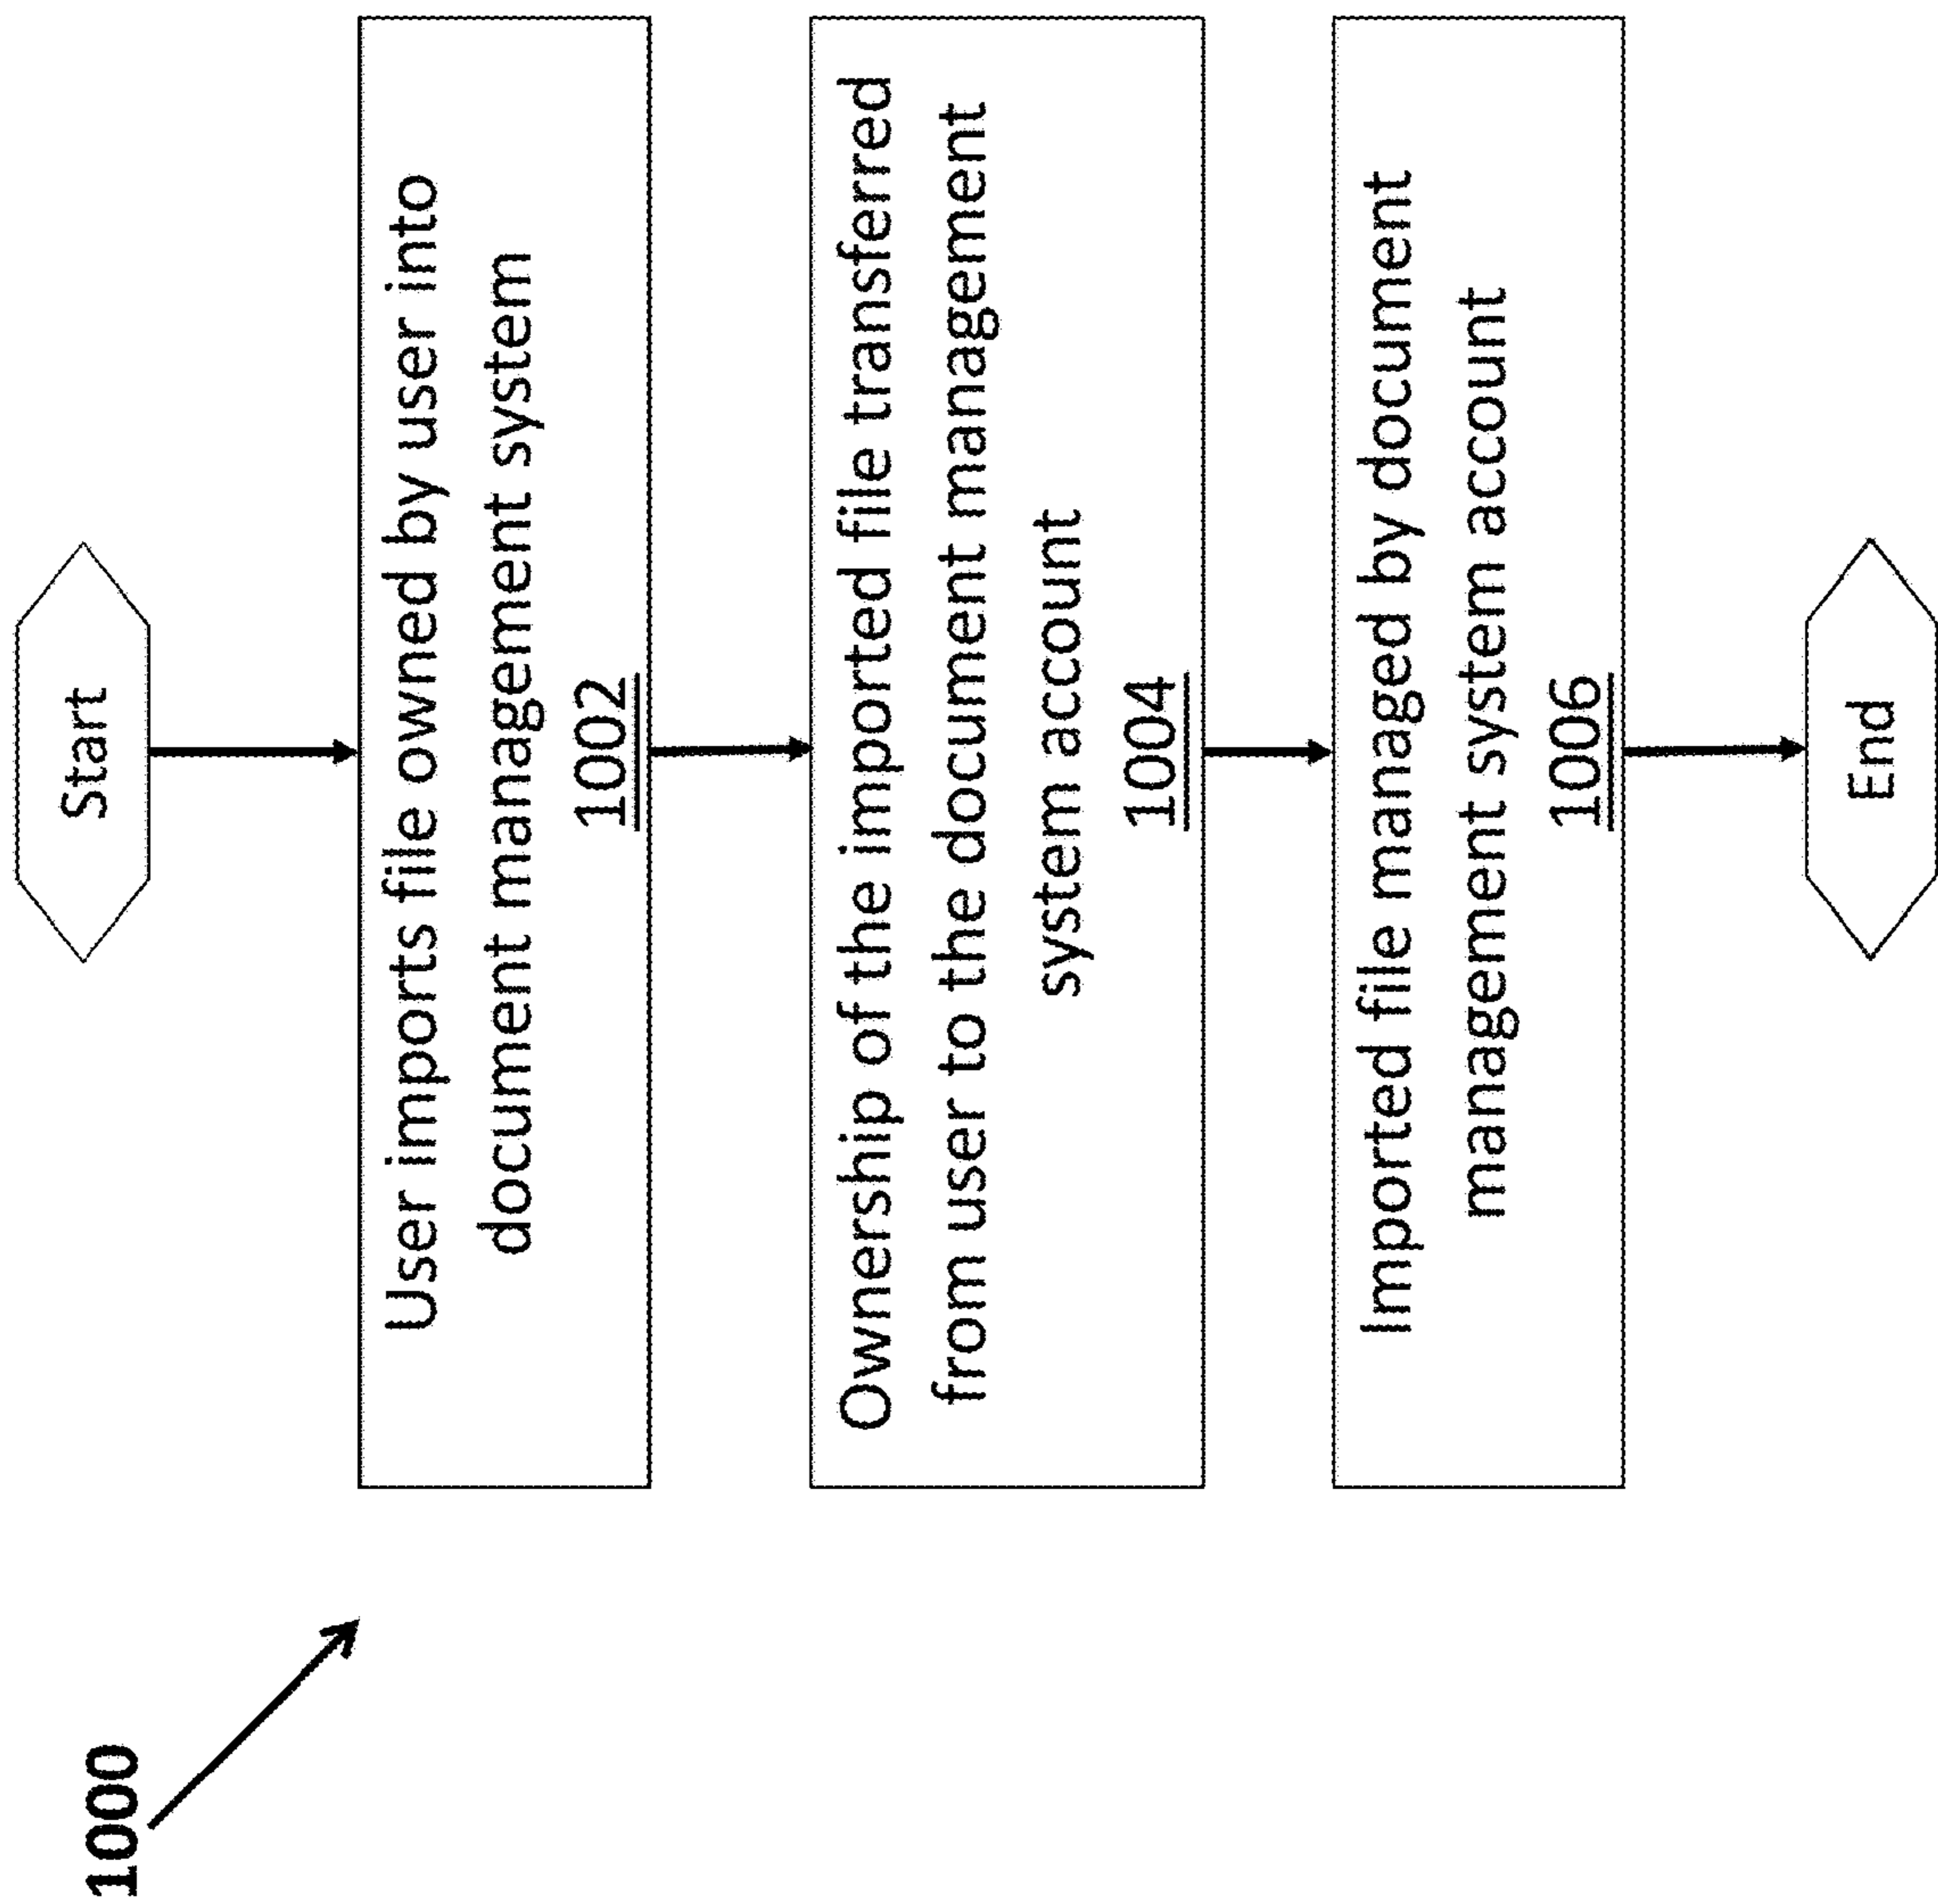 1000
Start
User imports file owned by user into
document management system
1002
Ownership of the imported file transferred
from user to the document management
system account
1004
Imported file managed by document
management system account
1006
End